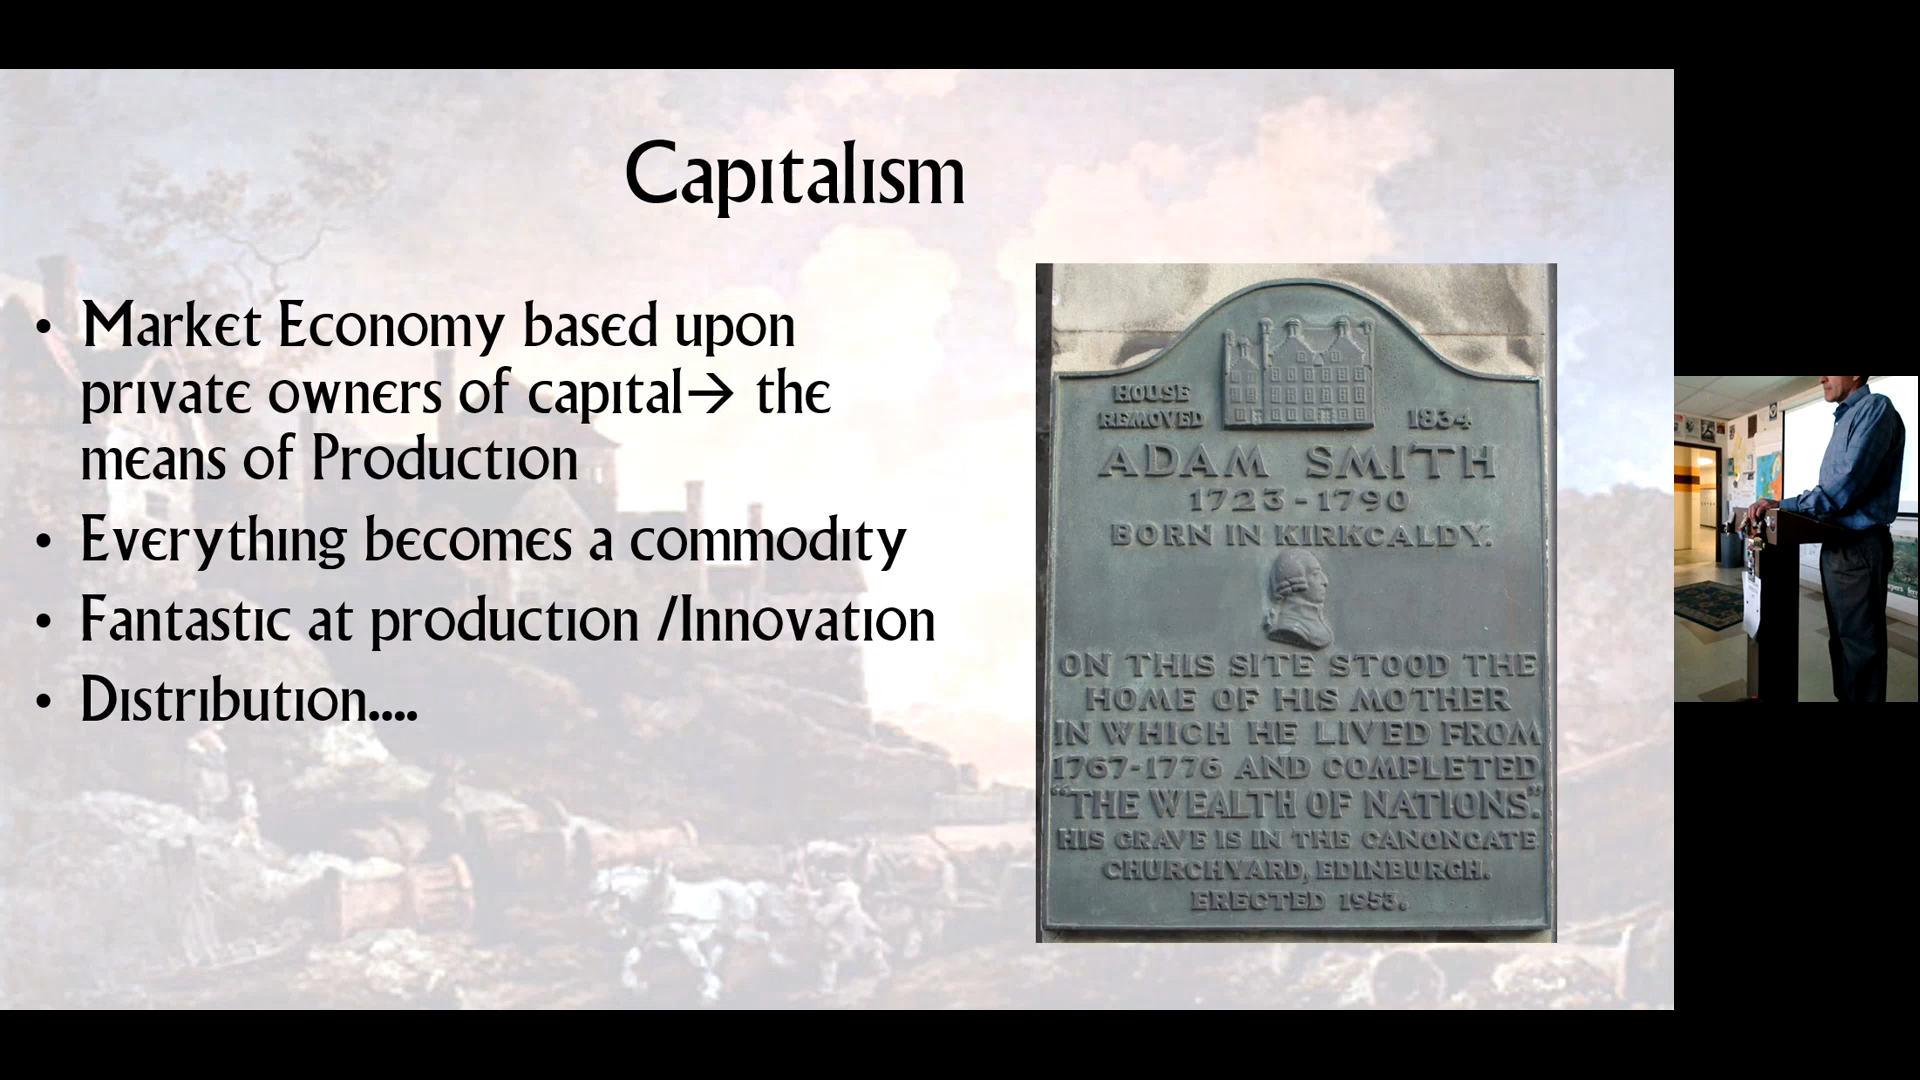 Capitalism
• Market Economy based upon
private owners of capital→ the
means of Production
• Everything becomes a commodity
• Fantastic at production /Innovation
• Distribution....
HOUSE
REMOVED
1834
ADAM SMITH
1723-1790
BORN IN KIRKCALDY.
ON THIS SITE STOOD THE
HOME OF HIS MOTHER
IN WHICH HE LIVED FROM
1767-1776 AND COMPLETED
"THE WEALTH OF NATIONS".
HIS GRAVE IS IN THE CANONGATE
CHURCHYARD, EDINBURGH.
ERECTED 1953.